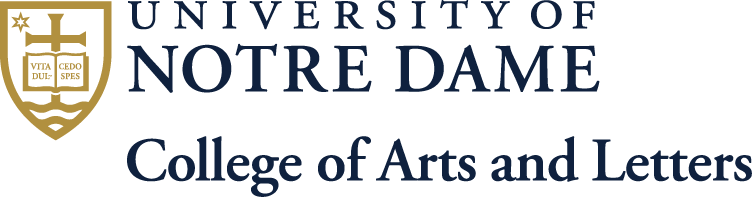 VITA CEDO
DUL- SPES
UNIVERSITY OF
NOTRE DAME
College of Arts and Letters